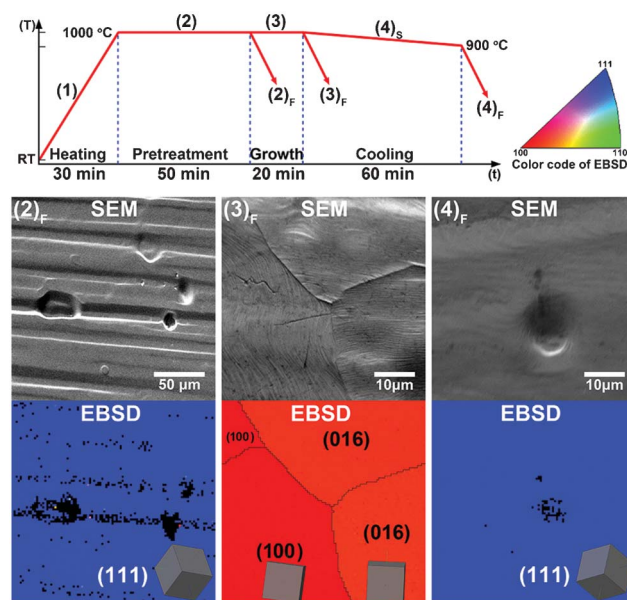 (T)
1000 ºC
(2)
(3)
(4)S
900 ºC
(1)
(2)F
(3)F
(4)F
RT
Heating
Pretreatment
Growth
Cooling
30 min
50 min
20 min
60 min
(t)
111
100
110
Color code of EBSD
(2)F
SEM
50 µm
(3)F
SEM
10µm
(4)F
SEM
10µm
EBSD
(111)
EBSD
(100)
(016)
(016)
(100)
EBSD
(111)